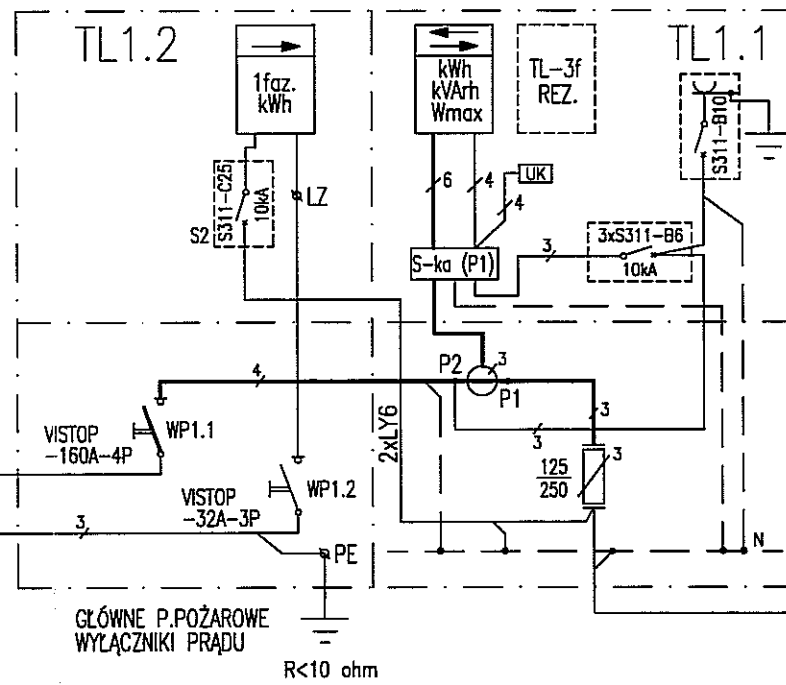 TL1.2
1faz.
kWh
kWh
kVArh
Wmax
TL-3f
REZ.
TL1.1
S311-B10
6
4
UK
4
LZ
S2
S311-C25
10kA
S-ka (P1)
3
3xS311-B6
10kA
4
P2
3
P1
3
3
2xLY6
WP1.1
VISTOP
-160A-4P
125
250
3
WP1.2
VISTOP
-32A-3P
3
PE
N
GŁÓWNE P.POŻAROWE
WYŁĄCZNIKI PRĄDU
R<10 ohm